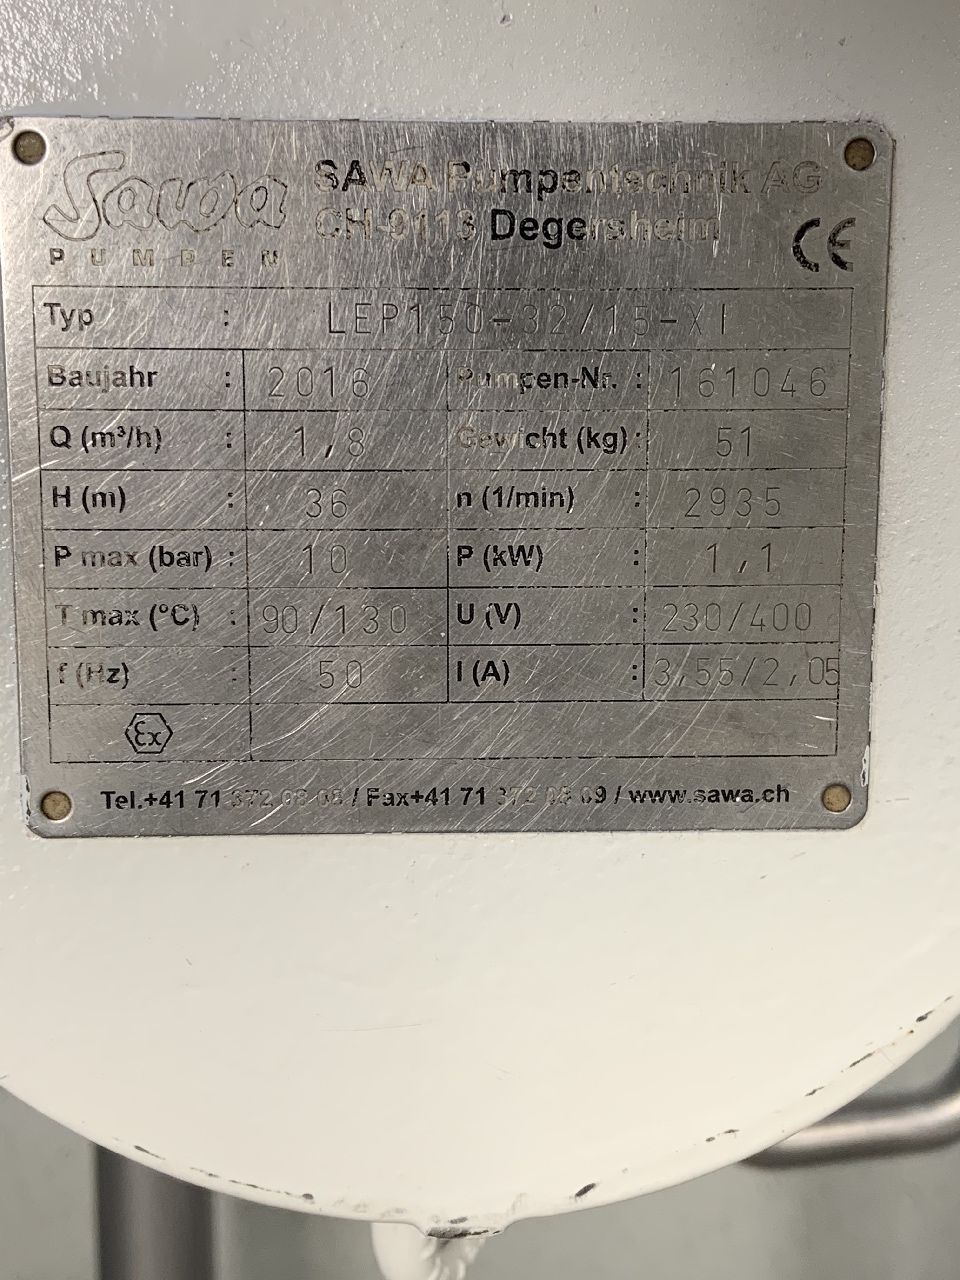 Sawa SAWA Pumpentechnik AG
PUMPEN CH-9113 Degersheim CE
Typ : LEP150-32/15-XI
Baujahr : 2016 Pumpen-Nr. : 161046
Q (m³/h) : 1,8 Gewicht (kg) : 51
H (m) : 36 n (1/min) : 2935
P max (bar) : 10 P (kW) : 1,1
T max (°C) : 90/130 U (V) : 230/400
f (Hz) : 50 I (A) : 3,55/2,05
Ex
Tel.+41 71 372 08 08 / Fax+41 71 372 08 09 / www.sawa.ch